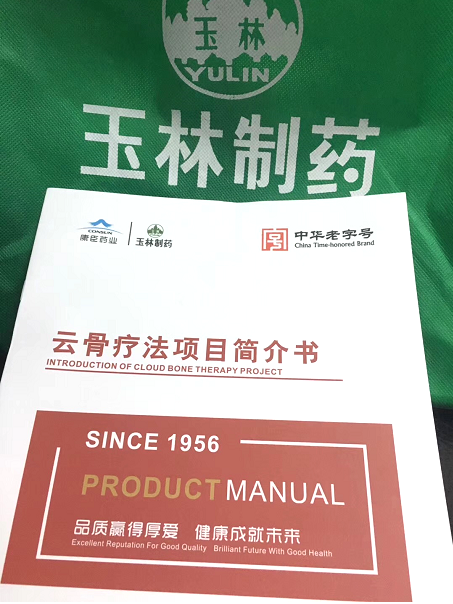 玉林
YULIN
玉林制药
CONSUN
康臣药业
玉林制药
中华老字号
China Time-honored Brand
云骨疗法项目简介书
INTRODUCTION OF CLOUD BONE THERAPY PROJECT
SINCE 1956
PRODUCT MANUAL
品质赢得厚爱 健康成就未来
Excellent Reputation For Good Quality Brilliant Future With Good Health